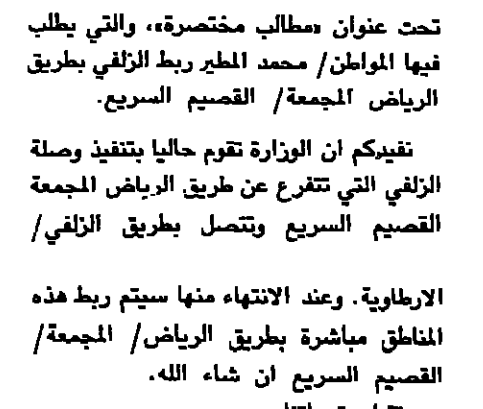 تحت عنوان «مطالب مختصرة»، والتي يطلب
فيها المواطن/ محمد المطير ربط الزلفي بطريق
الرياض المجمعة/ القصيم السريع.
نفيدكم ان الوزارة تقوم حاليا بتنفيذ وصلة
الزلفي التي تتفرع عن طريق الرياض المجمعة
القصيم السريع وتتصل بطريق الزلفي/
الارطاوية. وعند الانتهاء منها سيتم ربط هذه
المناطق مباشرة بطريق الرياض/ المجمعة/
القصيم السريع ان شاء الله.